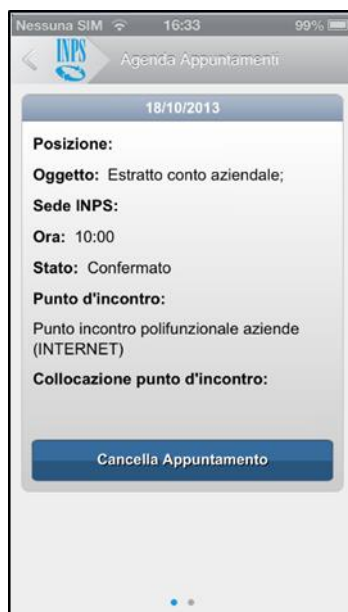 Nessuna SIM 16:33 99%
INPS Agenda Appuntamenti
18/10/2013
Posizione:
Oggetto: Estratto conto aziendale;
Sede INPS:
Ora: 10:00
Stato: Confermato
Punto d'incontro:
Punto incontro polifunzionale aziende
(INTERNET)
Collocazione punto d'incontro:
Cancella Appuntamento